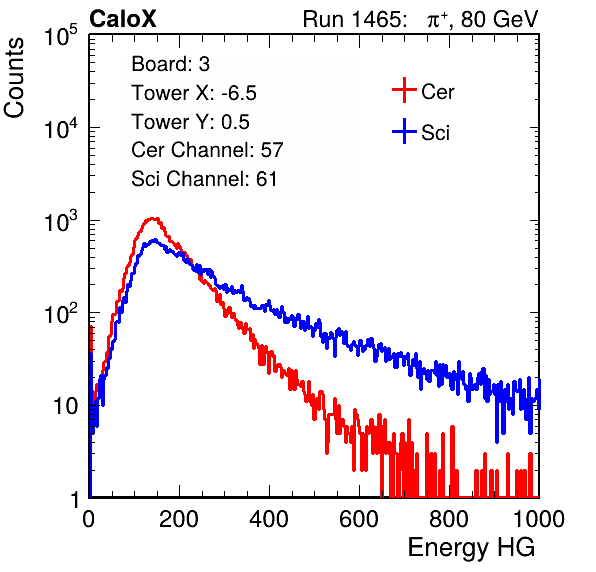 CaloX Run 1465: π⁺, 80 GeV
Board: 3
Tower X: -6.5
Tower Y: 0.5
Cer Channel: 57
Sci Channel: 61
Cer
Sci
Counts
10⁵
10⁴
10³
10²
10
1
0 200 400 600 800 1000
Energy HG